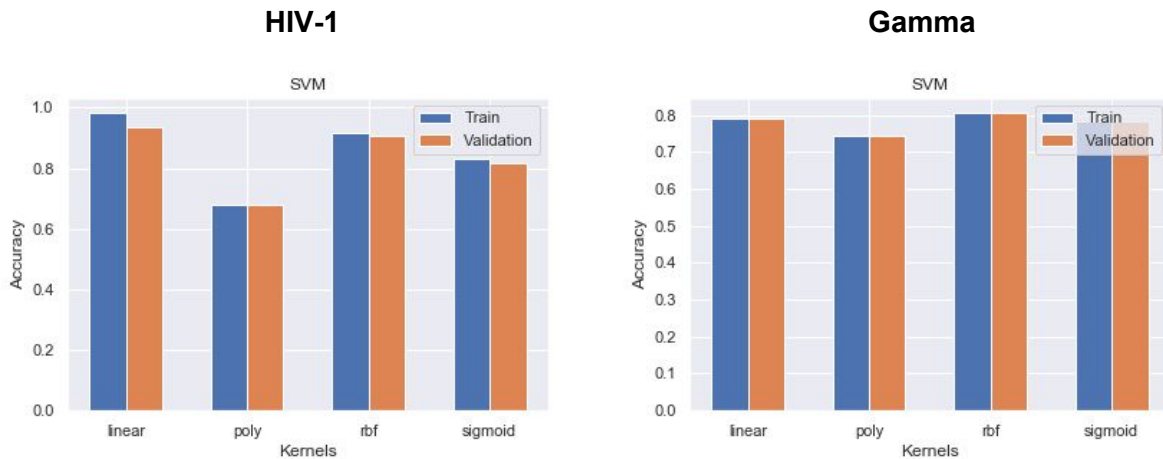 HIV-1
SVM
Accuracy
1.0
0.8
0.6
0.4
0.2
0.0
Train
Validation
linear poly rbf sigmoid
Kernels
Gamma
SVM
Accuracy
0.8
0.7
0.6
0.5
0.4
0.3
0.2
0.1
0.0
Train
Validation
linear poly rbf sigmoid
Kernels